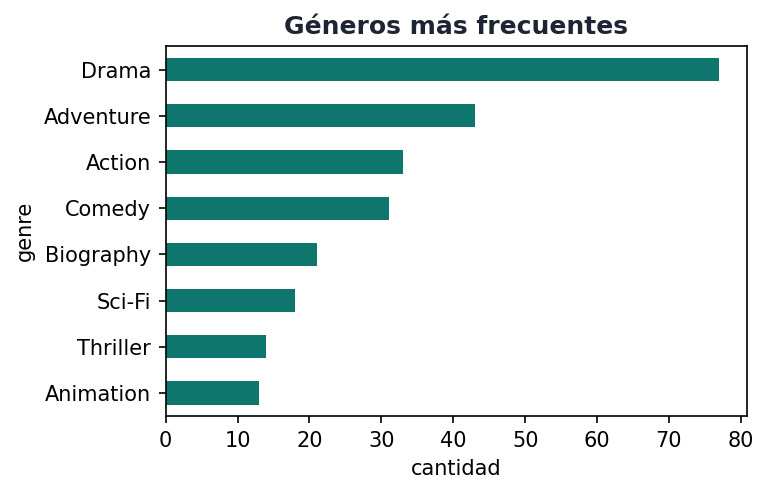 Géneros más frecuentes
genre
Drama
Adventure
Action
Comedy
Biography
Sci-Fi
Thriller
Animation
0 10 20 30 40 50 60 70 80
cantidad